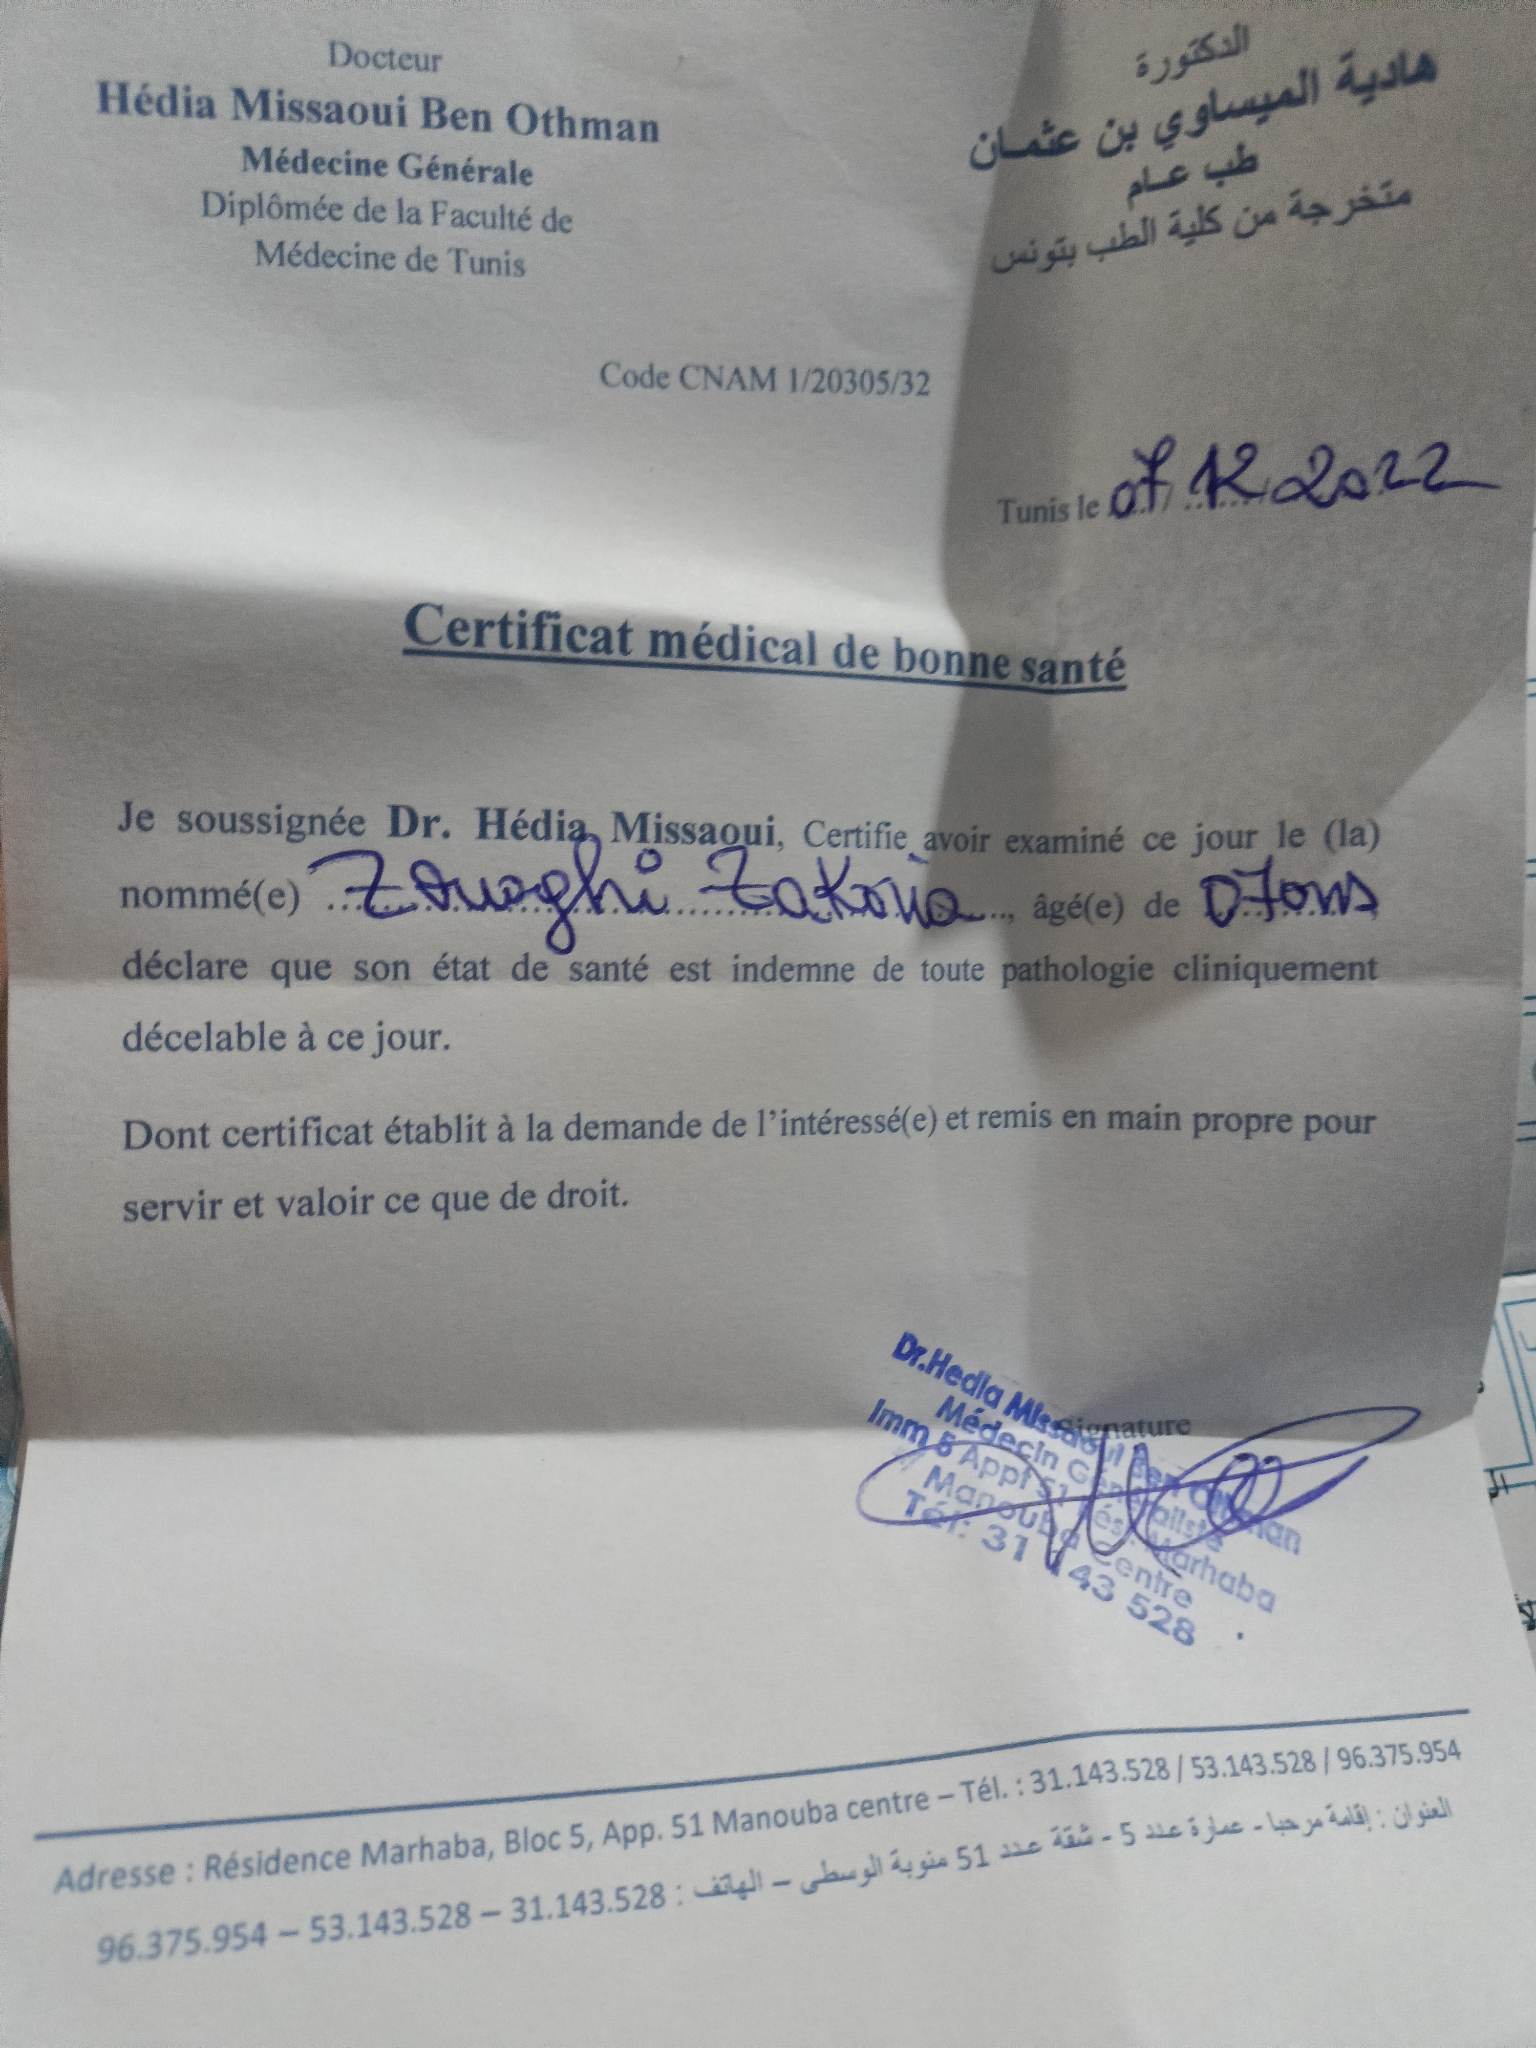 Docteur
Hédia Missaoui Ben Othman
Médecine Générale
Diplômée de la Faculté de
Médecine de Tunis
الدكتورة
هادية الميساوي بن عثمان
طب عام
متخرجة من كلية الطب بتونس
Code CNAM 1/20305/32
Tunis le 07 12 2022
Certificat médical de bonne santé
Je soussignée Dr. Hédia Missaoui, Certifie avoir examiné ce jour le (la)
nommé(e) Zouaghi Zakaria, âgé(e) de 07ans
déclare que son état de santé est indemne de toute pathologie cliniquement
décelable à ce jour.
Dont certificat établit à la demande de l’intéressé(e) et remis en main propre pour
servir et valoir ce que de droit.
Signature
Dr.Hedia Missaoui Ben Othman
Médecin Généraliste
Imm 5 Appt 51 Rés. Marhaba
Manouba Centre
Tél: 31 143 528
Adresse : Résidence Marhaba, Bloc 5, App. 51 Manouba centre – Tél. : 31.143.528 / 53.143.528 / 96.375.954
العنوان : إقامة مرحبا - عمارة عدد 5 - شقة عدد 51 منوبة الوسطى – الهاتف : 31.143.528 – 53.143.528 – 96.375.954